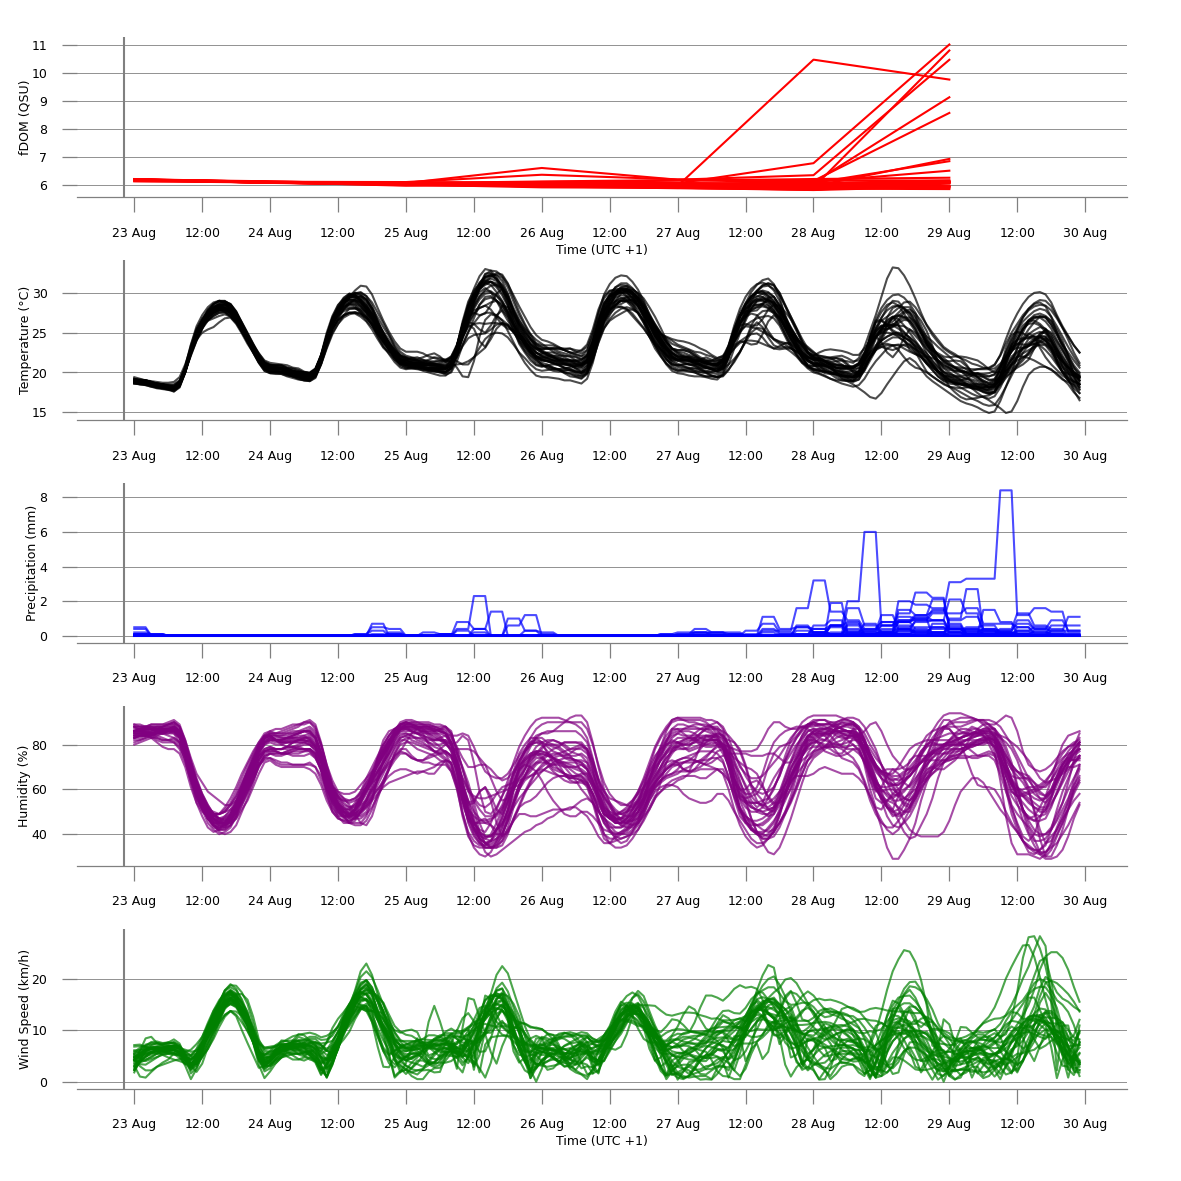 11
10
9
8
7
6
fDOM (QSU)
23 Aug 12:00 24 Aug 12:00 25 Aug 12:00 26 Aug 12:00 27 Aug 12:00 28 Aug 12:00 29 Aug 12:00 30 Aug
Time (UTC +1)
30
25
20
15
Temperature (°C)
23 Aug 12:00 24 Aug 12:00 25 Aug 12:00 26 Aug 12:00 27 Aug 12:00 28 Aug 12:00 29 Aug 12:00 30 Aug
8
6
4
2
0
Precipitation (mm)
23 Aug 12:00 24 Aug 12:00 25 Aug 12:00 26 Aug 12:00 27 Aug 12:00 28 Aug 12:00 29 Aug 12:00 30 Aug
80
60
40
Humidity (%)
23 Aug 12:00 24 Aug 12:00 25 Aug 12:00 26 Aug 12:00 27 Aug 12:00 28 Aug 12:00 29 Aug 12:00 30 Aug
20
10
0
Wind Speed (km/h)
23 Aug 12:00 24 Aug 12:00 25 Aug 12:00 26 Aug 12:00 27 Aug 12:00 28 Aug 12:00 29 Aug 12:00 30 Aug
Time (UTC +1)